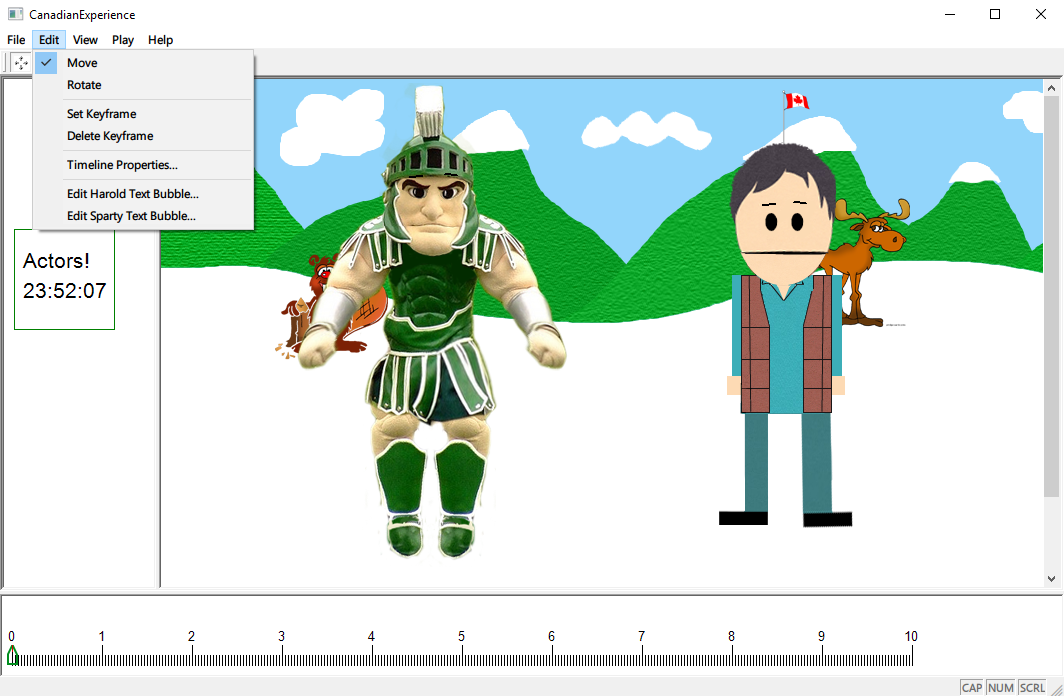 CanadianExperience
File Edit View Play Help
Move
Rotate
Set Keyframe
Delete Keyframe
Timeline Properties...
Edit Harold Text Bubble...
Edit Sparty Text Bubble...
Actors!
23:52:07
0 1 2 3 4 5 6 7 8 9 10
CAP NUM SCRL